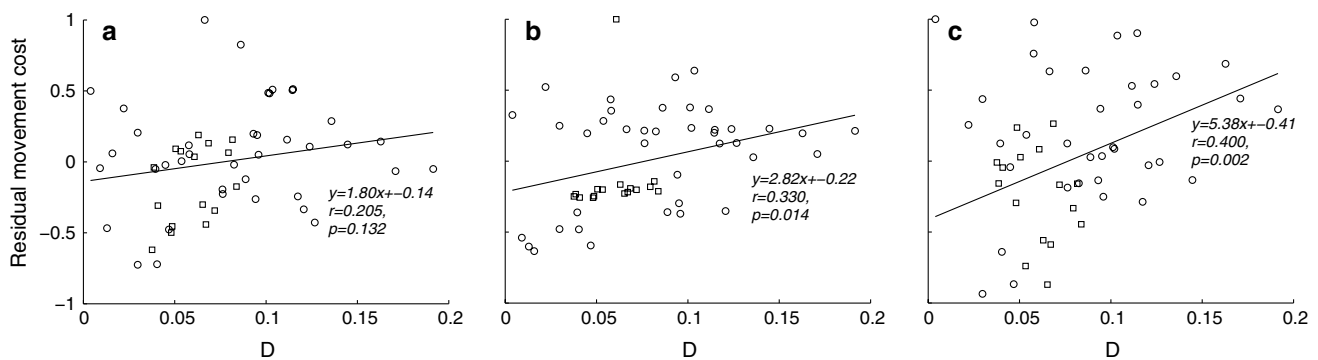 a
b
c
Residual movement cost
1
0.5
0
−0.5
−1
y=1.80x+-0.14
r=0.205,
p=0.132
y=2.82x+-0.22
r=0.330,
p=0.014
y=5.38x+-0.41
r=0.400,
p=0.002
0 0.05 0.1 0.15 0.2
0 0.05 0.1 0.15 0.2
0 0.05 0.1 0.15 0.2
D
D
D